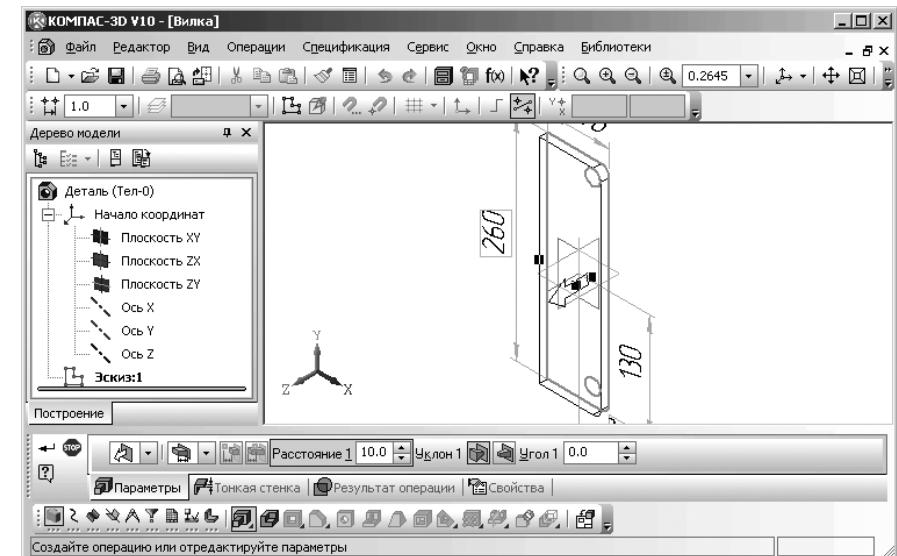 КОМПАС-3D V10 - [Вилка]
Файл Редактор Вид Операции Спецификация Сервис Окно Справка Библиотеки
0.2645
1.0
Дерево модели
Деталь (Тел-0)
Начало координат
Плоскость XY
Плоскость ZX
Плоскость ZY
Ось X
Ось Y
Ось Z
Эскиз:1
Построение
260
130
Y
Z
X
STOP
Расстояние 1 10.0 Уклон 1 Угол 1 0.0
Параметры Тонкая стенка Результат операции Свойства
Создайте операцию или отредактируйте параметры